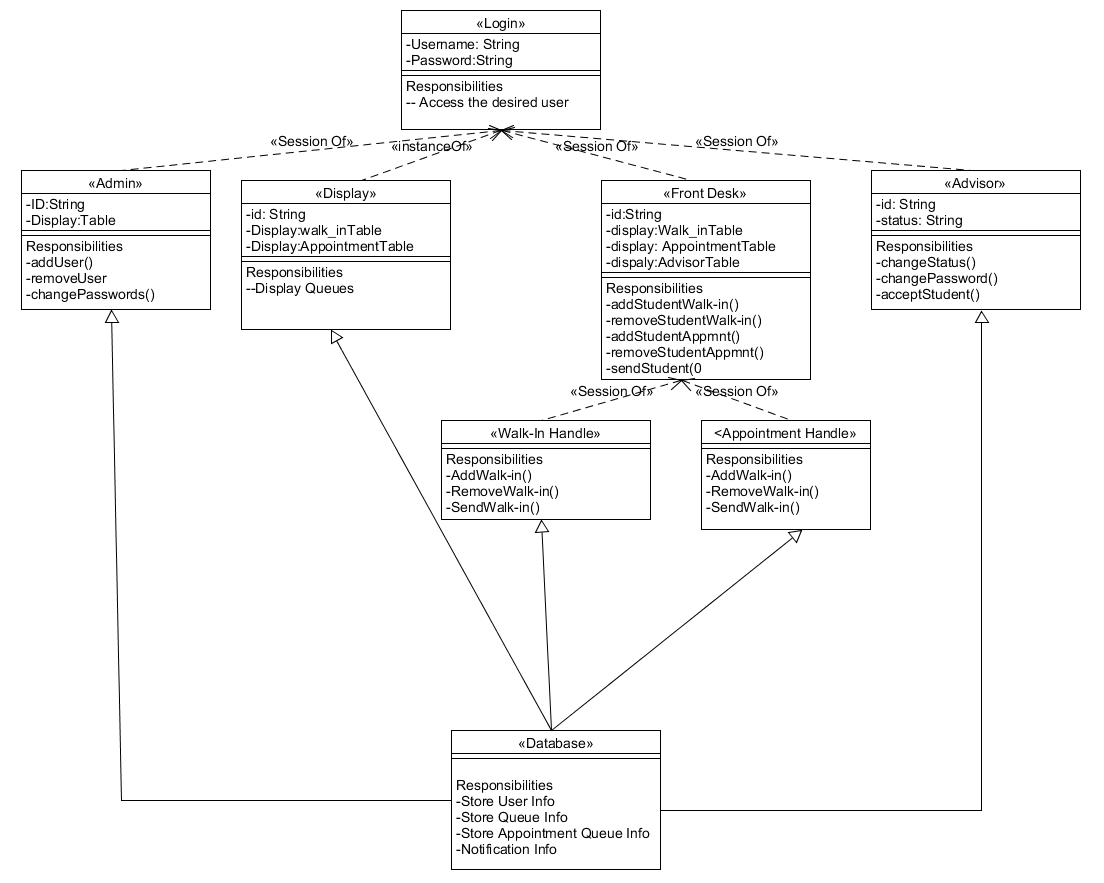 «Login»
-Username: String
-Password:String
Responsibilities
-- Access the desired user
«Session Of»
«instanceOf»
«Session Of»
«Session Of»
«Admin»
-ID:String
-Display:Table
Responsibilities
-addUser()
-removeUser
-changePasswords()
«Display»
-id: String
-Display:walk_inTable
-Display:AppointmentTable
Responsibilities
--Display Queues
«Front Desk»
-id:String
-display:Walk_inTable
-display: AppointmentTable
-dispaly:AdvisorTable
Responsibilities
-addStudentWalk-in()
-removeStudentWalk-in()
-addStudentAppmnt()
-removeStudentAppmnt()
-sendStudent(0
«Advisor»
-id: String
-status: String
Responsibilities
-changeStatus()
-changePassword()
-acceptStudent()
«Session Of»
«Session Of»
«Walk-In Handle»
Responsibilities
-AddWalk-in()
-RemoveWalk-in()
-SendWalk-in()
<Appointment Handle»
Responsibilities
-AddWalk-in()
-RemoveWalk-in()
-SendWalk-in()
«Database»
Responsibilities
-Store User Info
-Store Queue Info
-Store Appointment Queue Info
-Notification Info